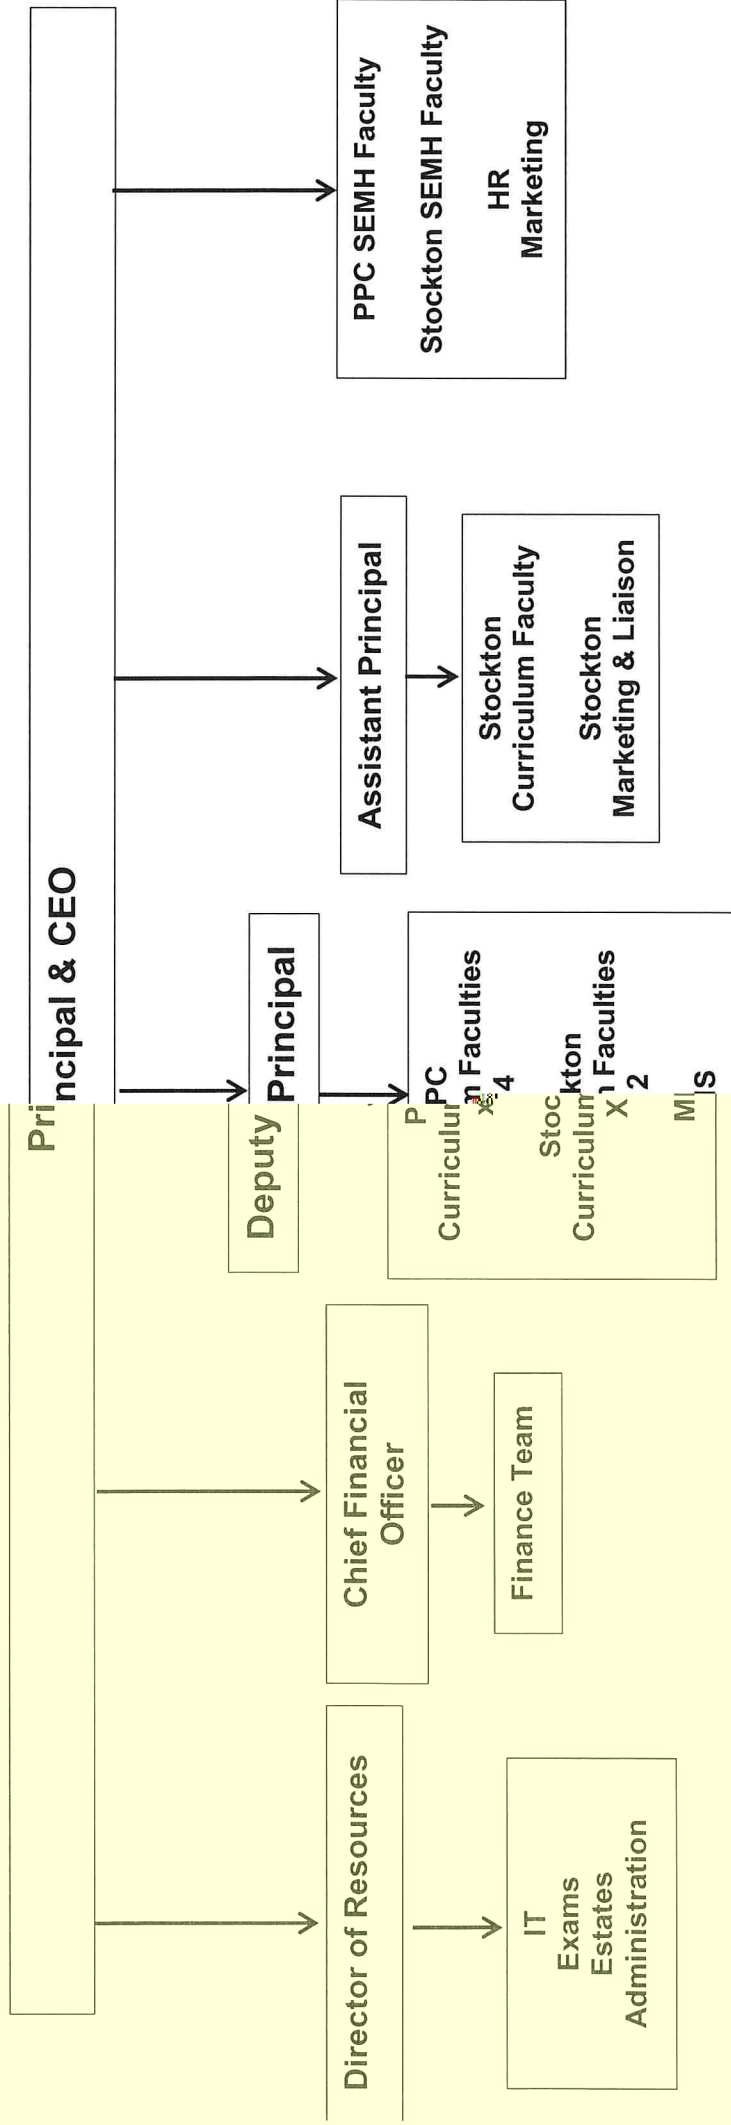 Principal & CEO
Director of Resources
IT
Exams
Estates
Administration
Chief Financial
Officer
Finance Team
Deputy Principal
PPC
Curriculum Faculties
x 4
Stockton
Curriculum Faculties
X 2
MIS
Assistant Principal
Stockton
Curriculum Faculty
Stockton
Marketing & Liaison
PPC SEMH Faculty
Stockton SEMH Faculty
HR
Marketing